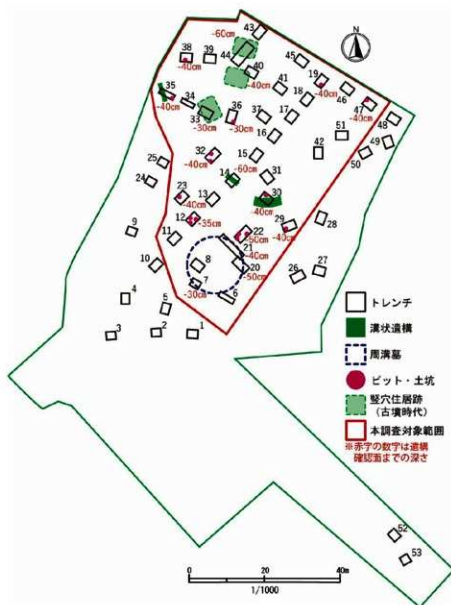 43
-60cm
44
38
39
45
-40cm
40
-40cm
19
41
46
-40cm
47
-40cm
35
34
18
-40cm
33
36
37
17
48
-30cm
-30cm
16
51
49
32
15
42
50
25
-40cm
-60cm
24
14
31
23
13
30
-40cm
-40cm
12
-35cm
29
28
9
11
22
-40cm
-50cm
21
-40cm
10
8
20
26
27
-50cm
7
-30cm
6
4
5
3
2
1
トレンチ
溝状遺構
周溝墓
ピット・土坑
竪穴住居跡
(古墳時代)
本調査対象範囲
※赤字の数字は遺構
確認面までの深さ
52
53
0
20
40m
1/1000